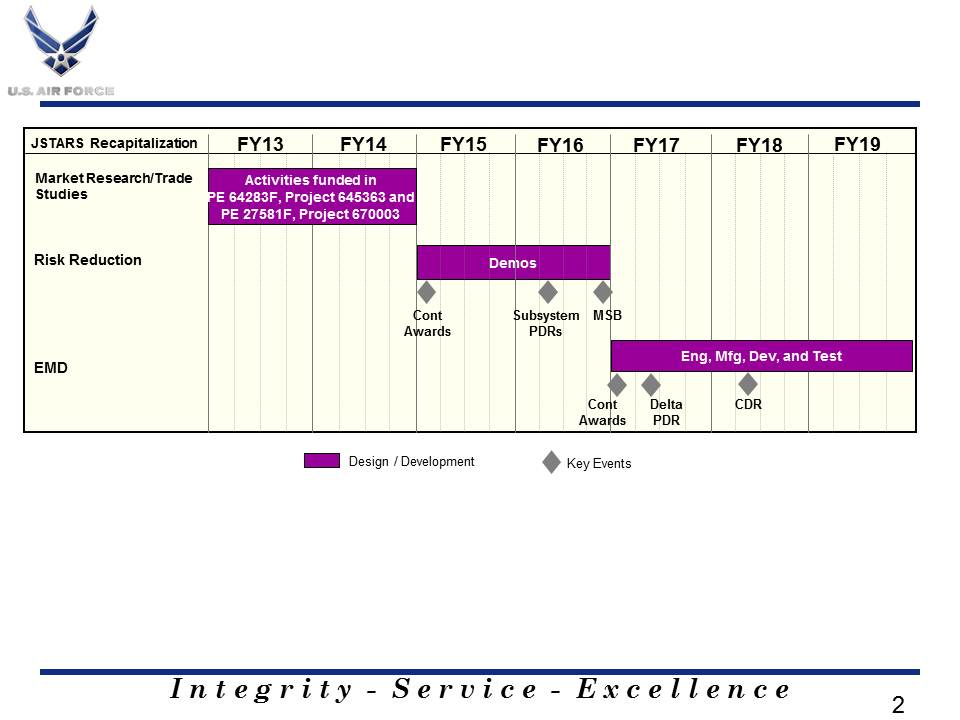 U.S. AIR FORCE
JSTARS Recapitalization FY13 FY14 FY15 FY16 FY17 FY18 FY19
Market Research/Trade
Studies
Activities funded in
PE 64283F, Project 645363 and
PE 27581F, Project 670003
Risk Reduction
Demos
Cont
Awards
Subsystem
PDRs
MSB
EMD
Eng, Mfg, Dev, and Test
Cont
Awards
Delta
PDR
CDR
Design / Development
Key Events
Integrity - Service - Excellence
2